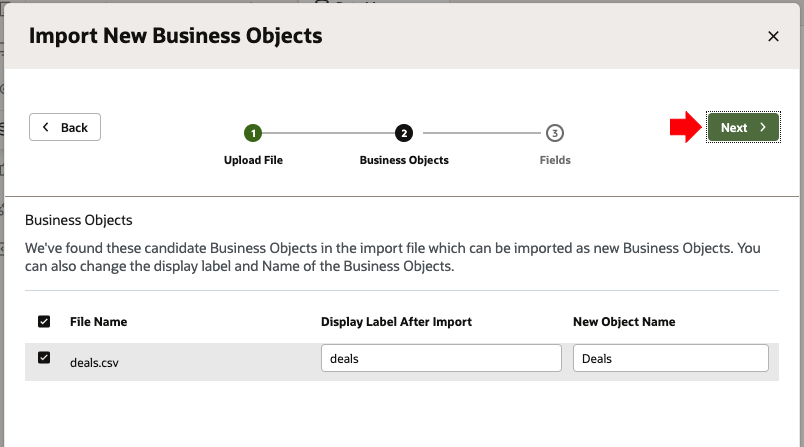 Import New Business Objects
Back
1
2
3
Next
Upload File
Business Objects
Fields
Business Objects
We've found these candidate Business Objects in the import file which can be imported as new Business Objects. You
can also change the display label and Name of the Business Objects.
File Name
Display Label After Import
New Object Name
deals.csv
deals
Deals